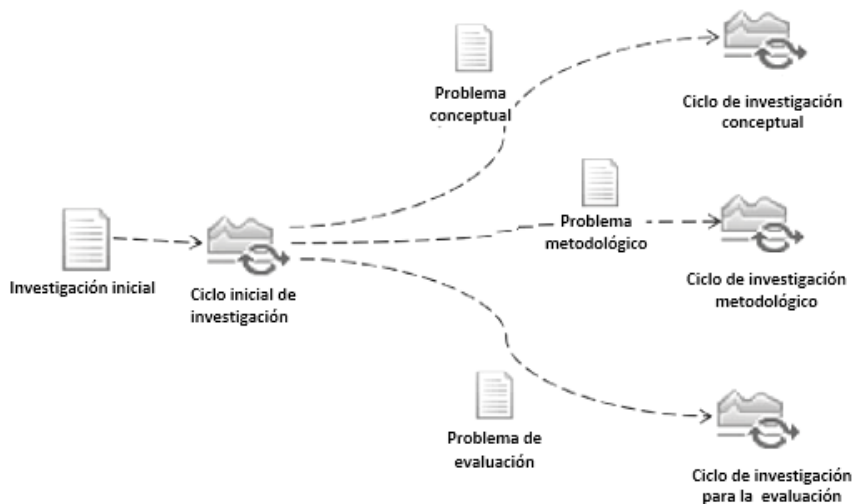 Problema
conceptual
Ciclo de investigación
conceptual
Problema
metodológico
Investigación inicial
Ciclo inicial de
investigación
Ciclo de investigación
metodológico
Problema de
evaluación
Ciclo de investigación
para la evaluación